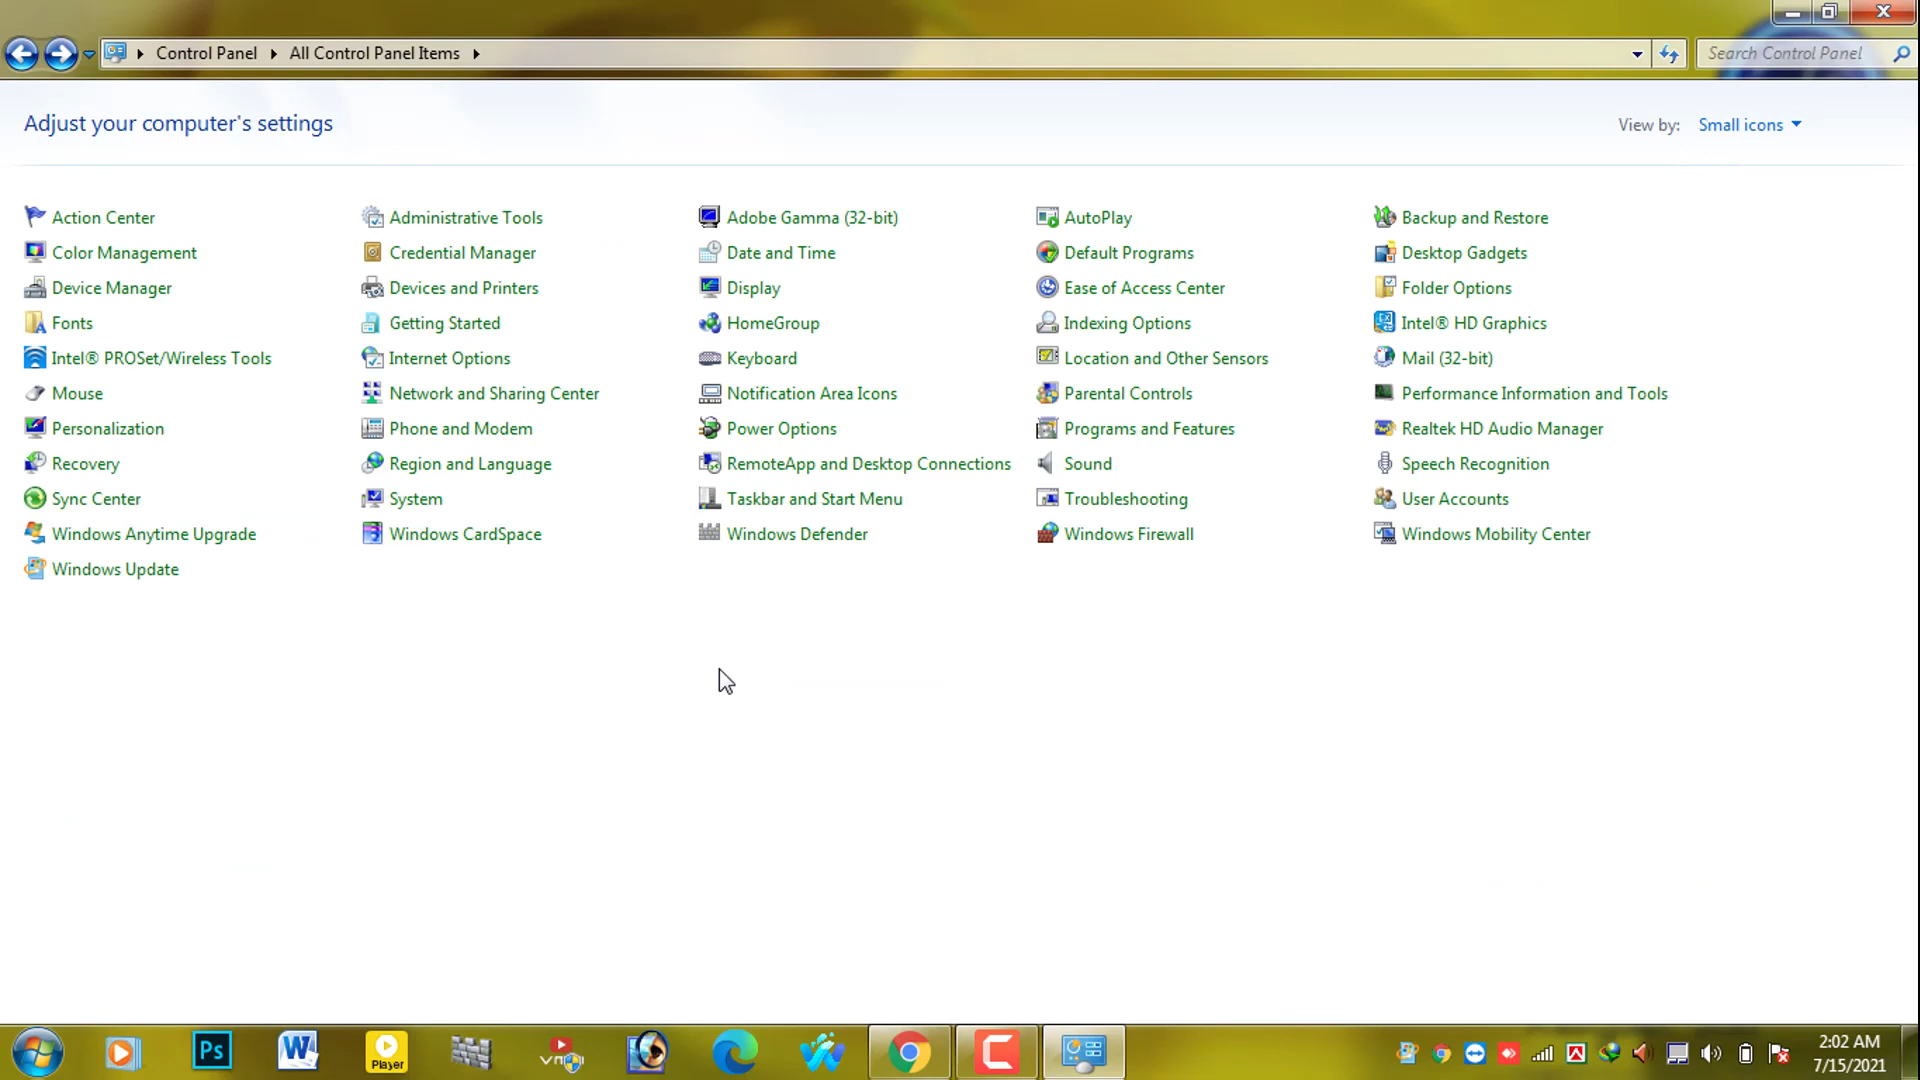 Control Panel All Control Panel Items
Search Control Panel
Adjust your computer's settings
View by: Small icons
Action Center
Administrative Tools
Adobe Gamma (32-bit)
AutoPlay
Backup and Restore
Color Management
Credential Manager
Date and Time
Default Programs
Desktop Gadgets
Device Manager
Devices and Printers
Display
Ease of Access Center
Folder Options
Fonts
Getting Started
HomeGroup
Indexing Options
Intel® HD Graphics
Intel® PROSet/Wireless Tools
Internet Options
Keyboard
Location and Other Sensors
Mail (32-bit)
Mouse
Network and Sharing Center
Notification Area Icons
Parental Controls
Performance Information and Tools
Personalization
Phone and Modem
Power Options
Programs and Features
Realtek HD Audio Manager
Recovery
Region and Language
RemoteApp and Desktop Connections
Sound
Speech Recognition
Sync Center
System
Taskbar and Start Menu
Troubleshooting
User Accounts
Windows Anytime Upgrade
Windows CardSpace
Windows Defender
Windows Firewall
Windows Mobility Center
Windows Update
Ps
W
Player
2:02 AM
7/15/2021